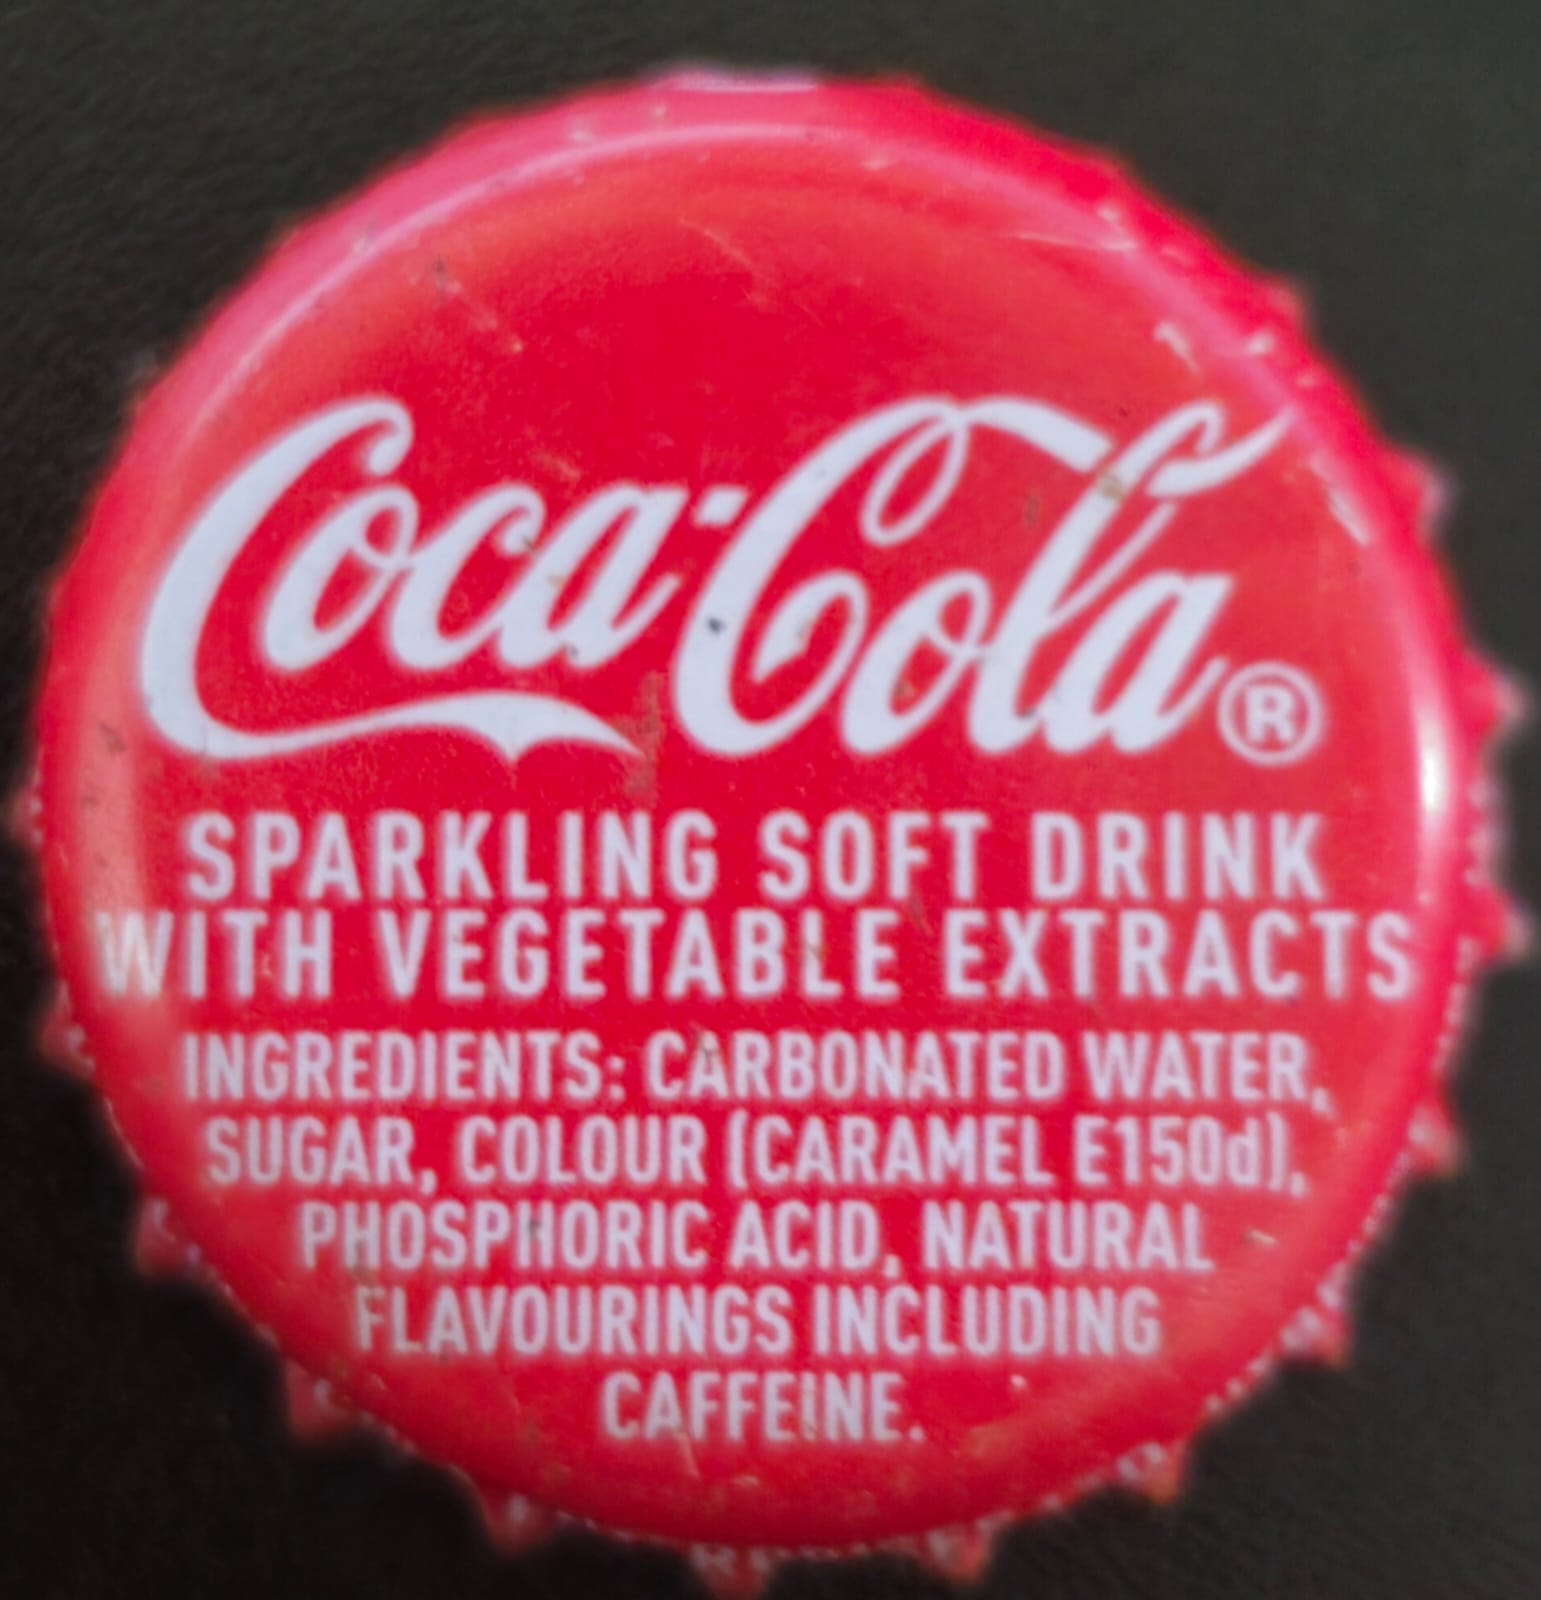 Coca-Cola®
SPARKLING SOFT DRINK
WITH VEGETABLE EXTRACTS
INGREDIENTS: CARBONATED WATER,
SUGAR, COLOUR (CARAMEL E150d),
PHOSPHORIC ACID, NATURAL
FLAVOURINGS INCLUDING
CAFFEINE.